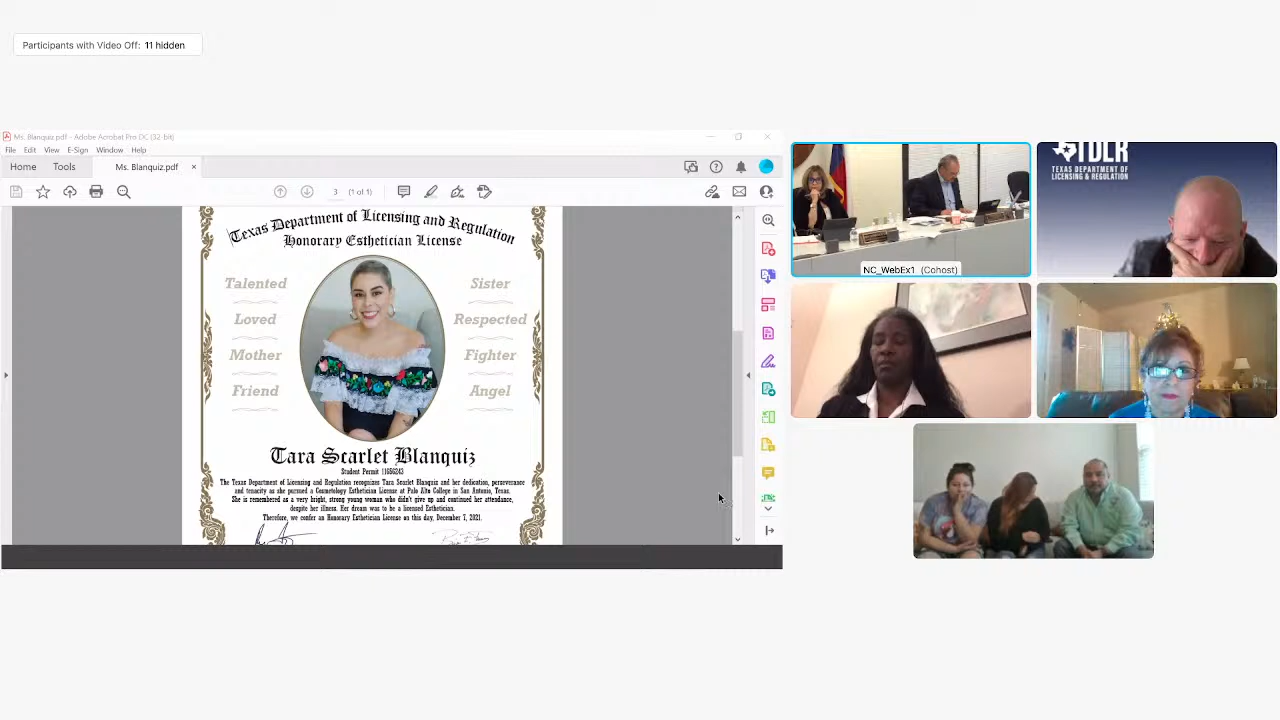 Participants with Video Off: 11 hidden
Ms. Blanquiz.pdf - Adobe Acrobat Pro DC (32-bit)
File Edit View E-Sign Window Help
Home Tools Ms. Blanquiz.pdf ×
3 (1 of 1)
Texas Department of Licensing and Regulation
Honorary Esthetician License
Talented
Loved
Mother
Friend
Sister
Respected
Fighter
Angel
Tara Scarlet Blanquiz
Student Permit 11656243
The Texas Department of Licensing and Regulation recognizes Tara Scarlet Blanquiz and her dedication, perseverance
and tenacity as she pursued a Cosmetology Esthetician License at Palo Alto College in San Antonio, Texas.
She is remembered as a very bright, strong young woman who didn't give up and continued her attendance,
despite her illness. Her dream was to be a licensed Esthetician.
Therefore, we confer an Honorary Esthetician License on this day, December 7, 2021.
NC_WebEx1 (Cohost)
TDLR
TEXAS DEPARTMENT OF
LICENSING & REGULATION